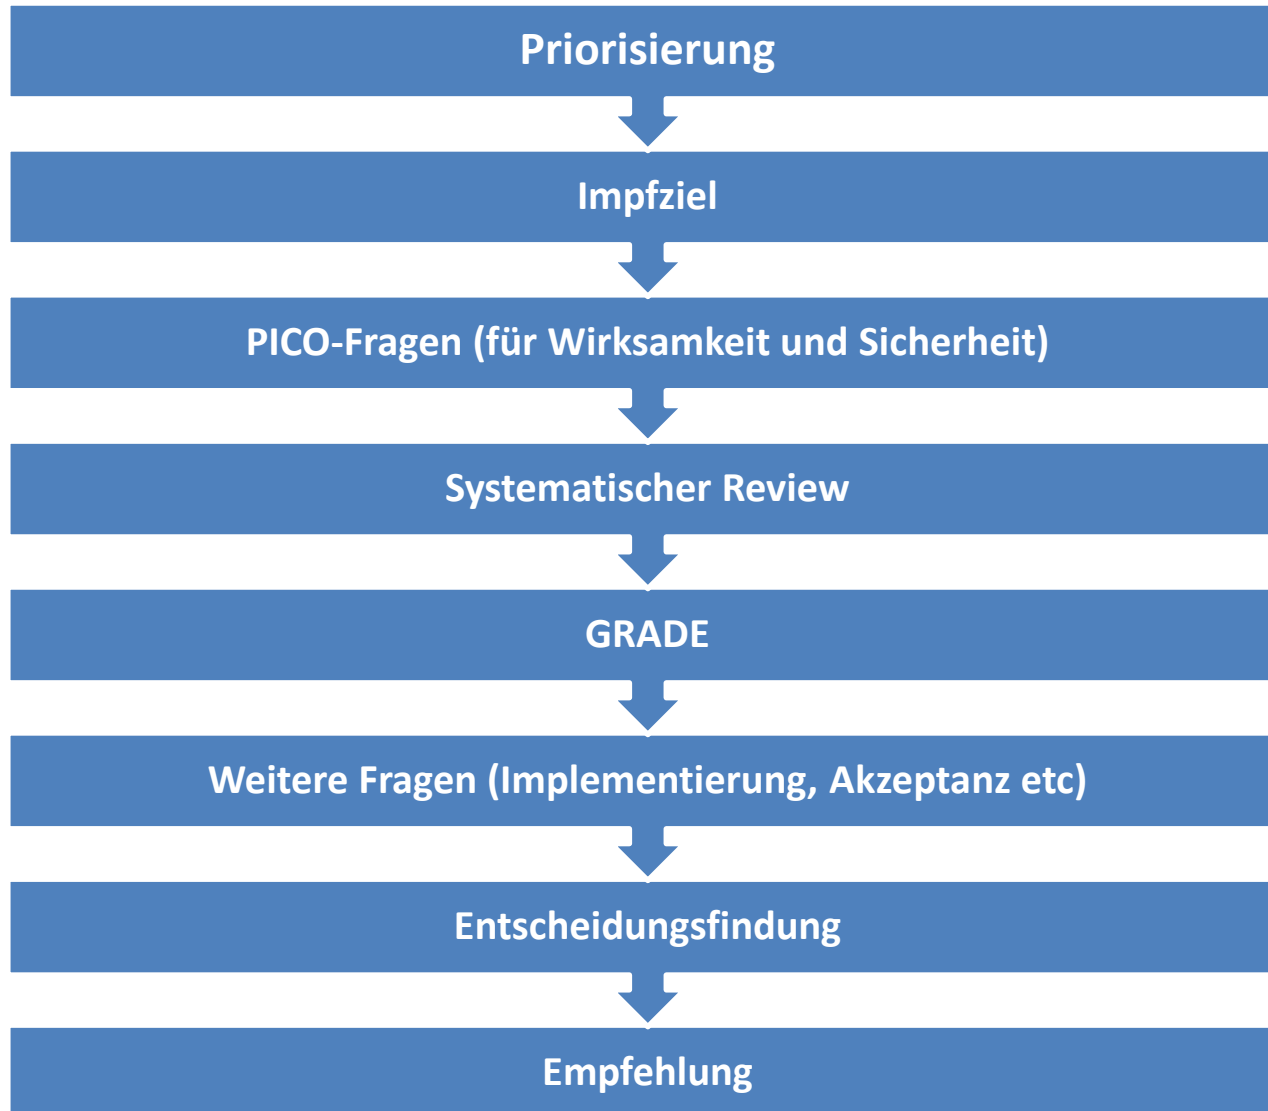 Priorisierung
Impfziel
PICO-Fragen (für Wirksamkeit und Sicherheit)
Systematischer Review
GRADE
Weitere Fragen (Implementierung, Akzeptanz etc)
Entscheidungsfindung
Empfehlung